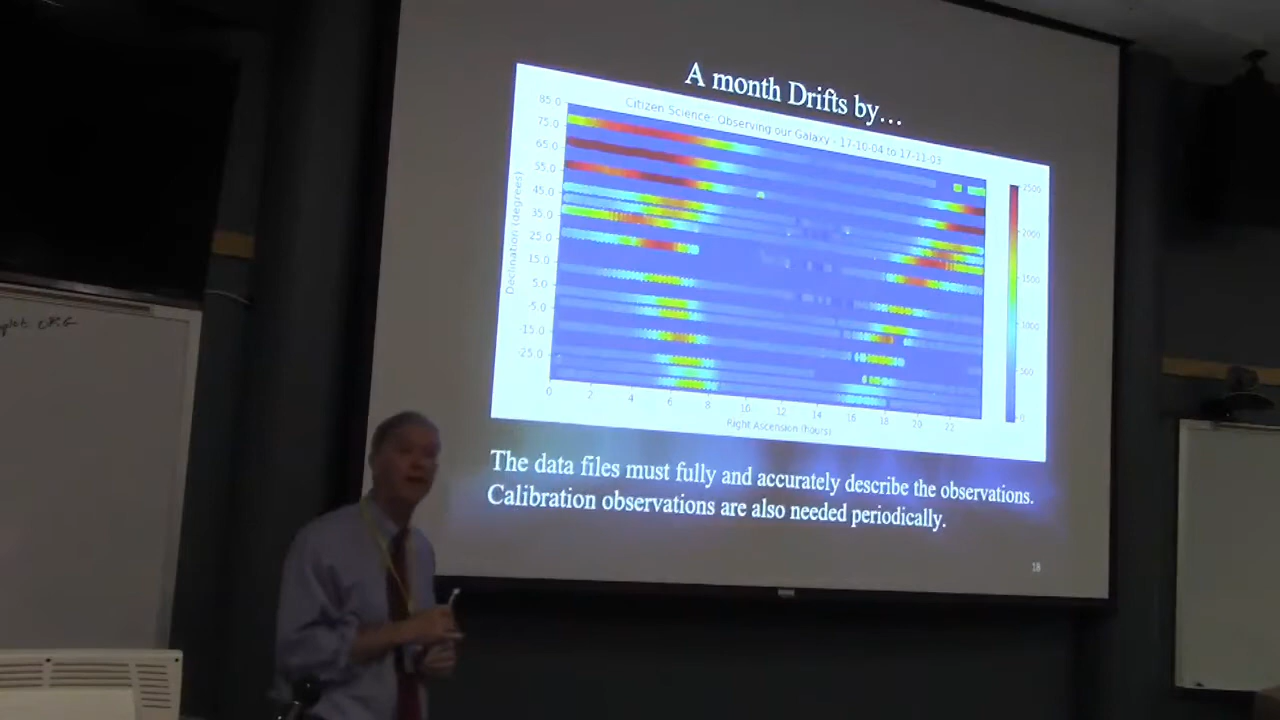 A month Drifts by...
Citizen Science: Observing our Galaxy - 17-10-04 to 17-11-03
85.0
75.0
65.0
55.0
45.0
35.0
25.0
15.0
5.0
-5.0
-15.0
-25.0
Declination (degrees)
0 2 4 6 8 10 12 14 16 18 20 22
Right Ascension (hours)
2500
2000
1500
1000
500
0
The data files must fully and accurately describe the observations.
Calibration observations are also needed periodically.
18